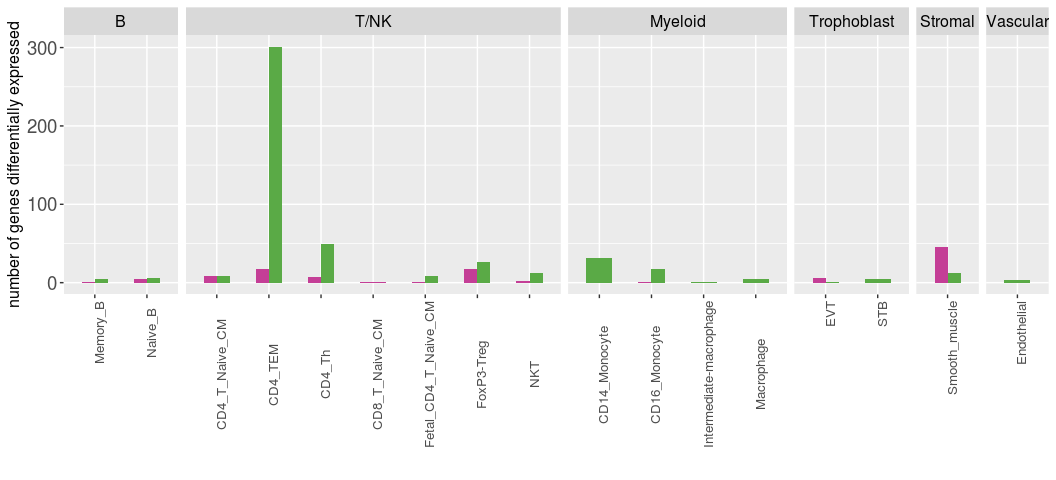 B
T/NK
Myeloid
Trophoblast
Stromal
Vascular
number of genes differentially expressed
300
200
100
0
Memory_B
Naive_B
CD4_T_Naive_CM
CD4_TEM
CD4_Th
CD8_T_Naive_CM
Fetal_CD4_T_Naive_CM
FoxP3-Treg
NKT
CD14_Monocyte
CD16_Monocyte
Intermediate-macrophage
Macrophage
EVT
STB
Smooth_muscle
Endothelial